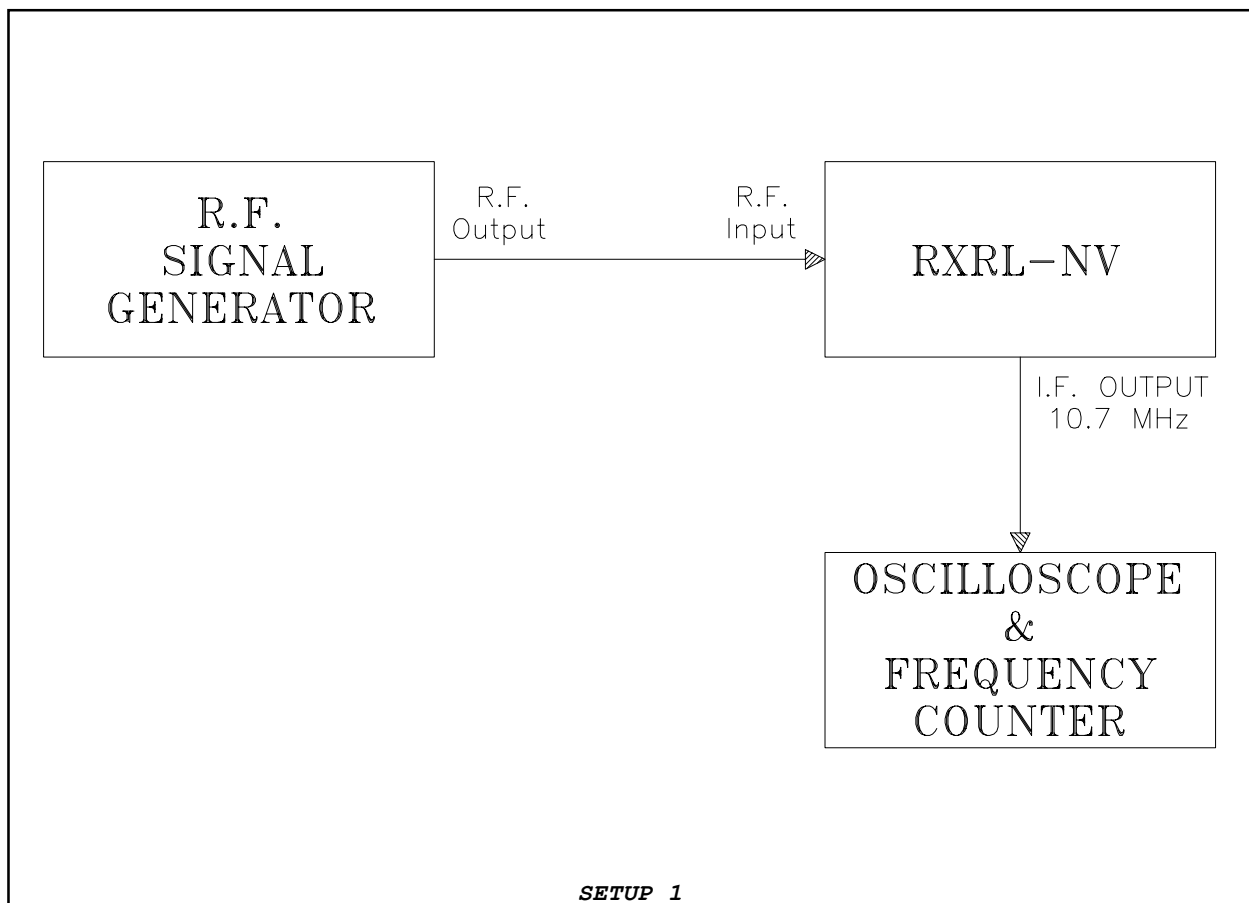 R.F.
SIGNAL
GENERATOR
R.F.
Output
R.F.
Input
RXRL-NV
I.F. OUTPUT
10.7 MHz
OSCILLOSCOPE
&
FREQUENCY
COUNTER
SETUP 1